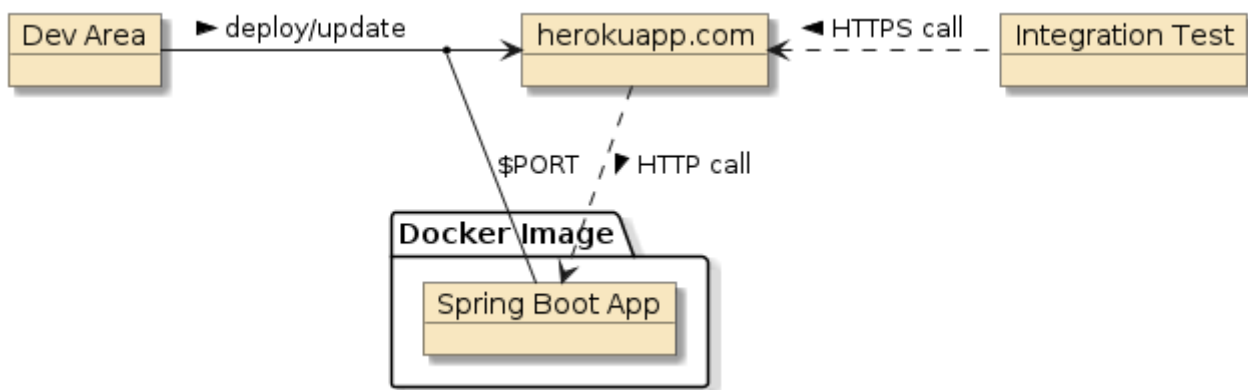 Dev Area
► deploy/update
herokuapp.com
◄ HTTPS call
Integration Test
$PORT
HTTP call
Docker Image
Spring Boot App